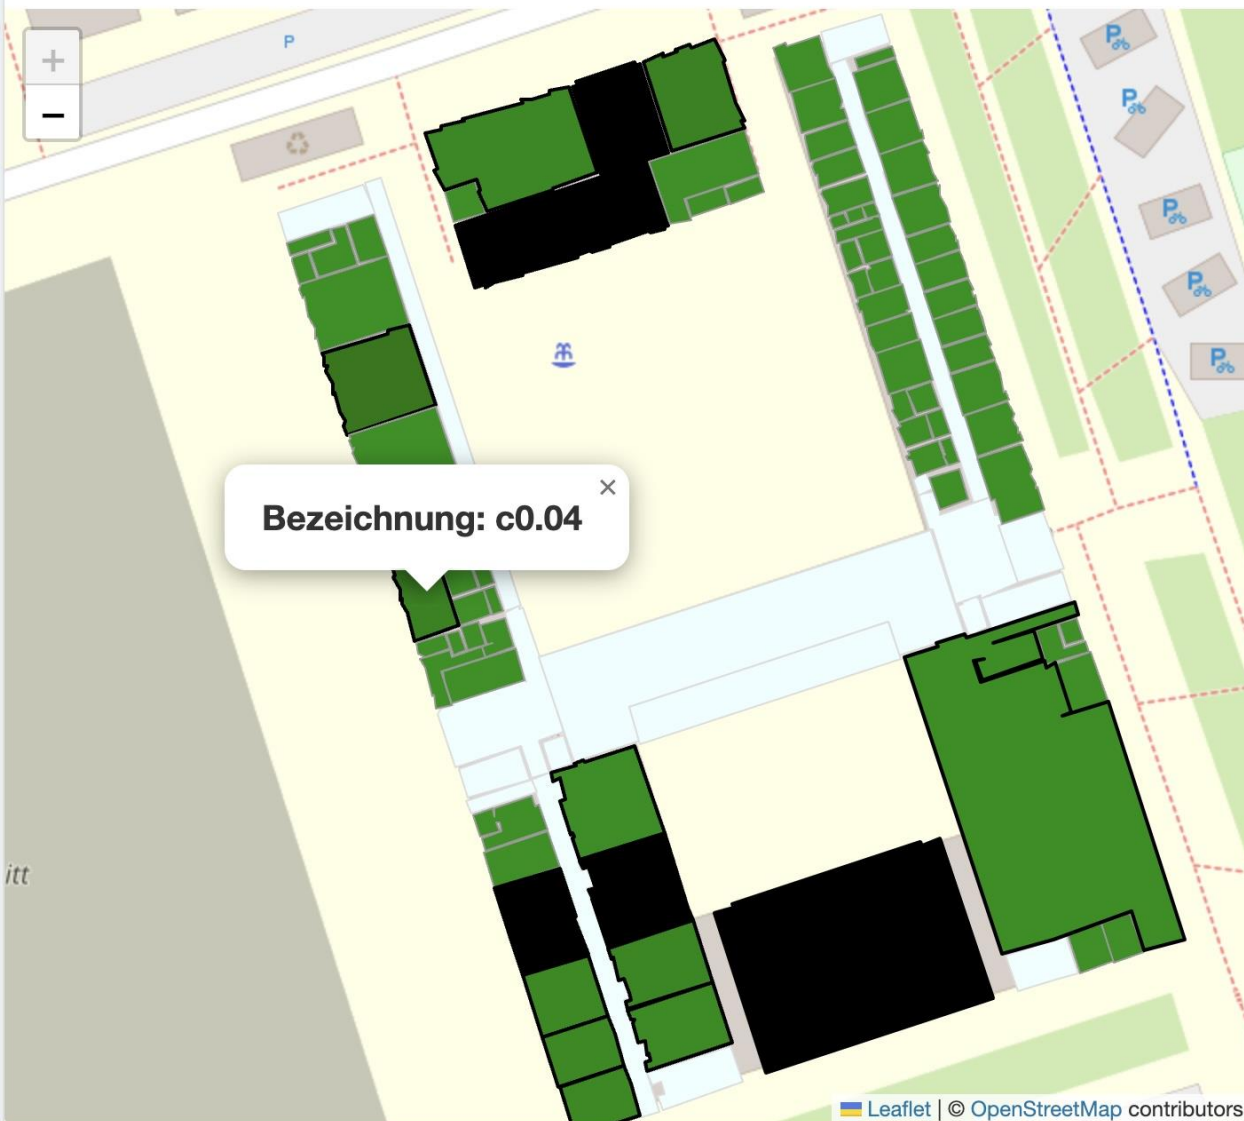 +
P
P
P
−
P
P
Bezeichnung: c0.04 ×
P
itt
Leaflet | © OpenStreetMap contributors